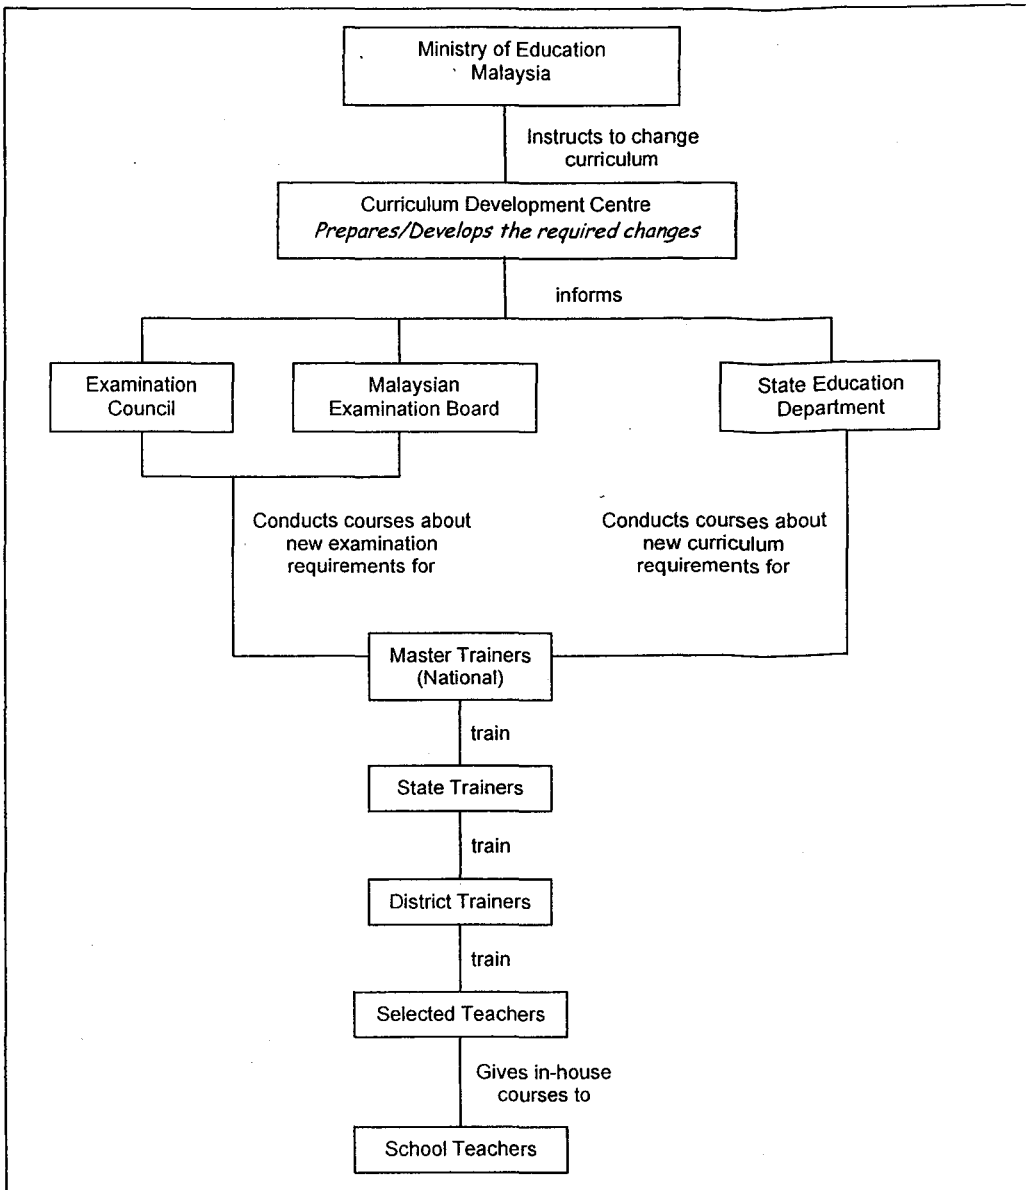 Ministry of Education
Malaysia
Instructs to change
curriculum
Curriculum Development Centre
Prepares/Develops the required changes
informs
Examination
Council
Malaysian
Examination Board
State Education
Department
Conducts courses about
new examination
requirements for
Conducts courses about
new curriculum
requirements for
Master Trainers
(National)
train
State Trainers
train
District Trainers
train
Selected Teachers
Gives in-house
courses to
School Teachers